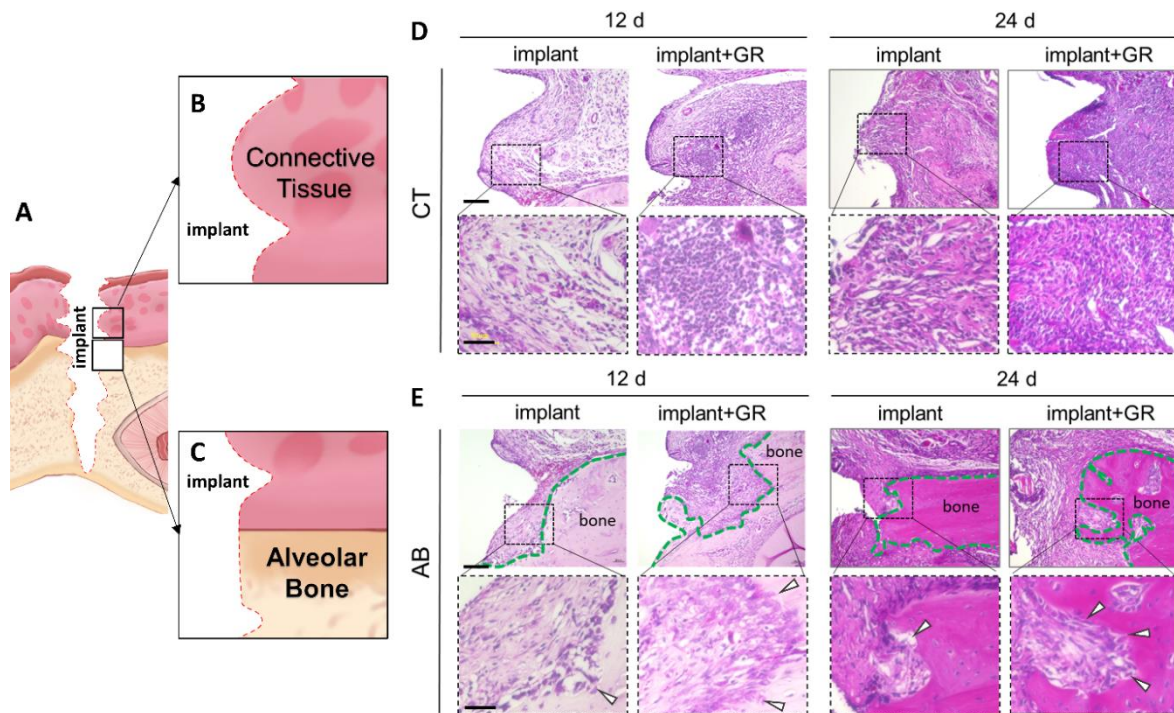 A
implant
B
Connective
Tissue
implant
C
implant
Alveolar
Bone
D
12 d
24 d
implant
implant+GR
implant
implant+GR
CT
E
12 d
24 d
implant
implant+GR
implant
implant+GR
AB
bone
bone
bone
bone